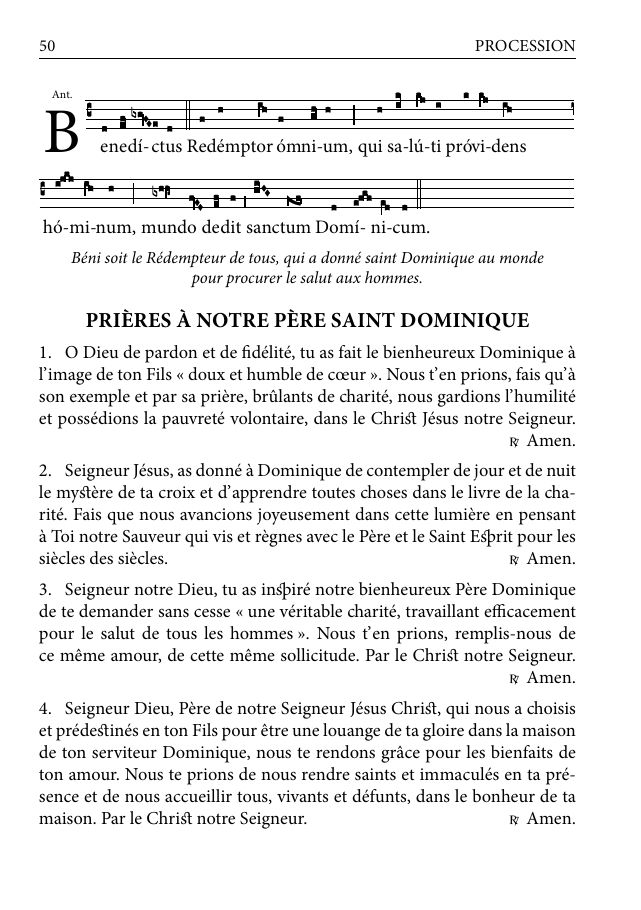 50 PROCESSION
Ant.
Benedí- ctus Redémptor ómni-um, qui sa-lú-ti próvi-dens
hó-mi-num, mundo dedit sanctum Domí- ni-cum.
Béni soit le Rédempteur de tous, qui a donné saint Dominique au monde
pour procurer le salut aux hommes.
PRIÈRES À NOTRE PÈRE SAINT DOMINIQUE
1. O Dieu de pardon et de fidélité, tu as fait le bienheureux Dominique à
l’image de ton Fils « doux et humble de cœur ». Nous t’en prions, fais qu’à
son exemple et par sa prière, brûlants de charité, nous gardions l’humilité
et possédions la pauvreté volontaire, dans le Christ Jésus notre Seigneur.
℟ Amen.
2. Seigneur Jésus, as donné à Dominique de contempler de jour et de nuit
le mystère de ta croix et d’apprendre toutes choses dans le livre de la cha-
rité. Fais que nous avancions joyeusement dans cette lumière en pensant
à Toi notre Sauveur qui vis et règnes avec le Père et le Saint Esprit pour les
siècles des siècles. ℟ Amen.
3. Seigneur notre Dieu, tu as inspiré notre bienheureux Père Dominique
de te demander sans cesse « une véritable charité, travaillant efficacement
pour le salut de tous les hommes ». Nous t’en prions, remplis-nous de
ce même amour, de cette même sollicitude. Par le Christ notre Seigneur.
℟ Amen.
4. Seigneur Dieu, Père de notre Seigneur Jésus Christ, qui nous a choisis
et prédestinés en ton Fils pour être une louange de ta gloire dans la maison
de ton serviteur Dominique, nous te rendons grâce pour les bienfaits de
ton amour. Nous te prions de nous rendre saints et immaculés en ta pré-
sence et de nous accueillir tous, vivants et défunts, dans le bonheur de ta
maison. Par le Christ notre Seigneur. ℟ Amen.